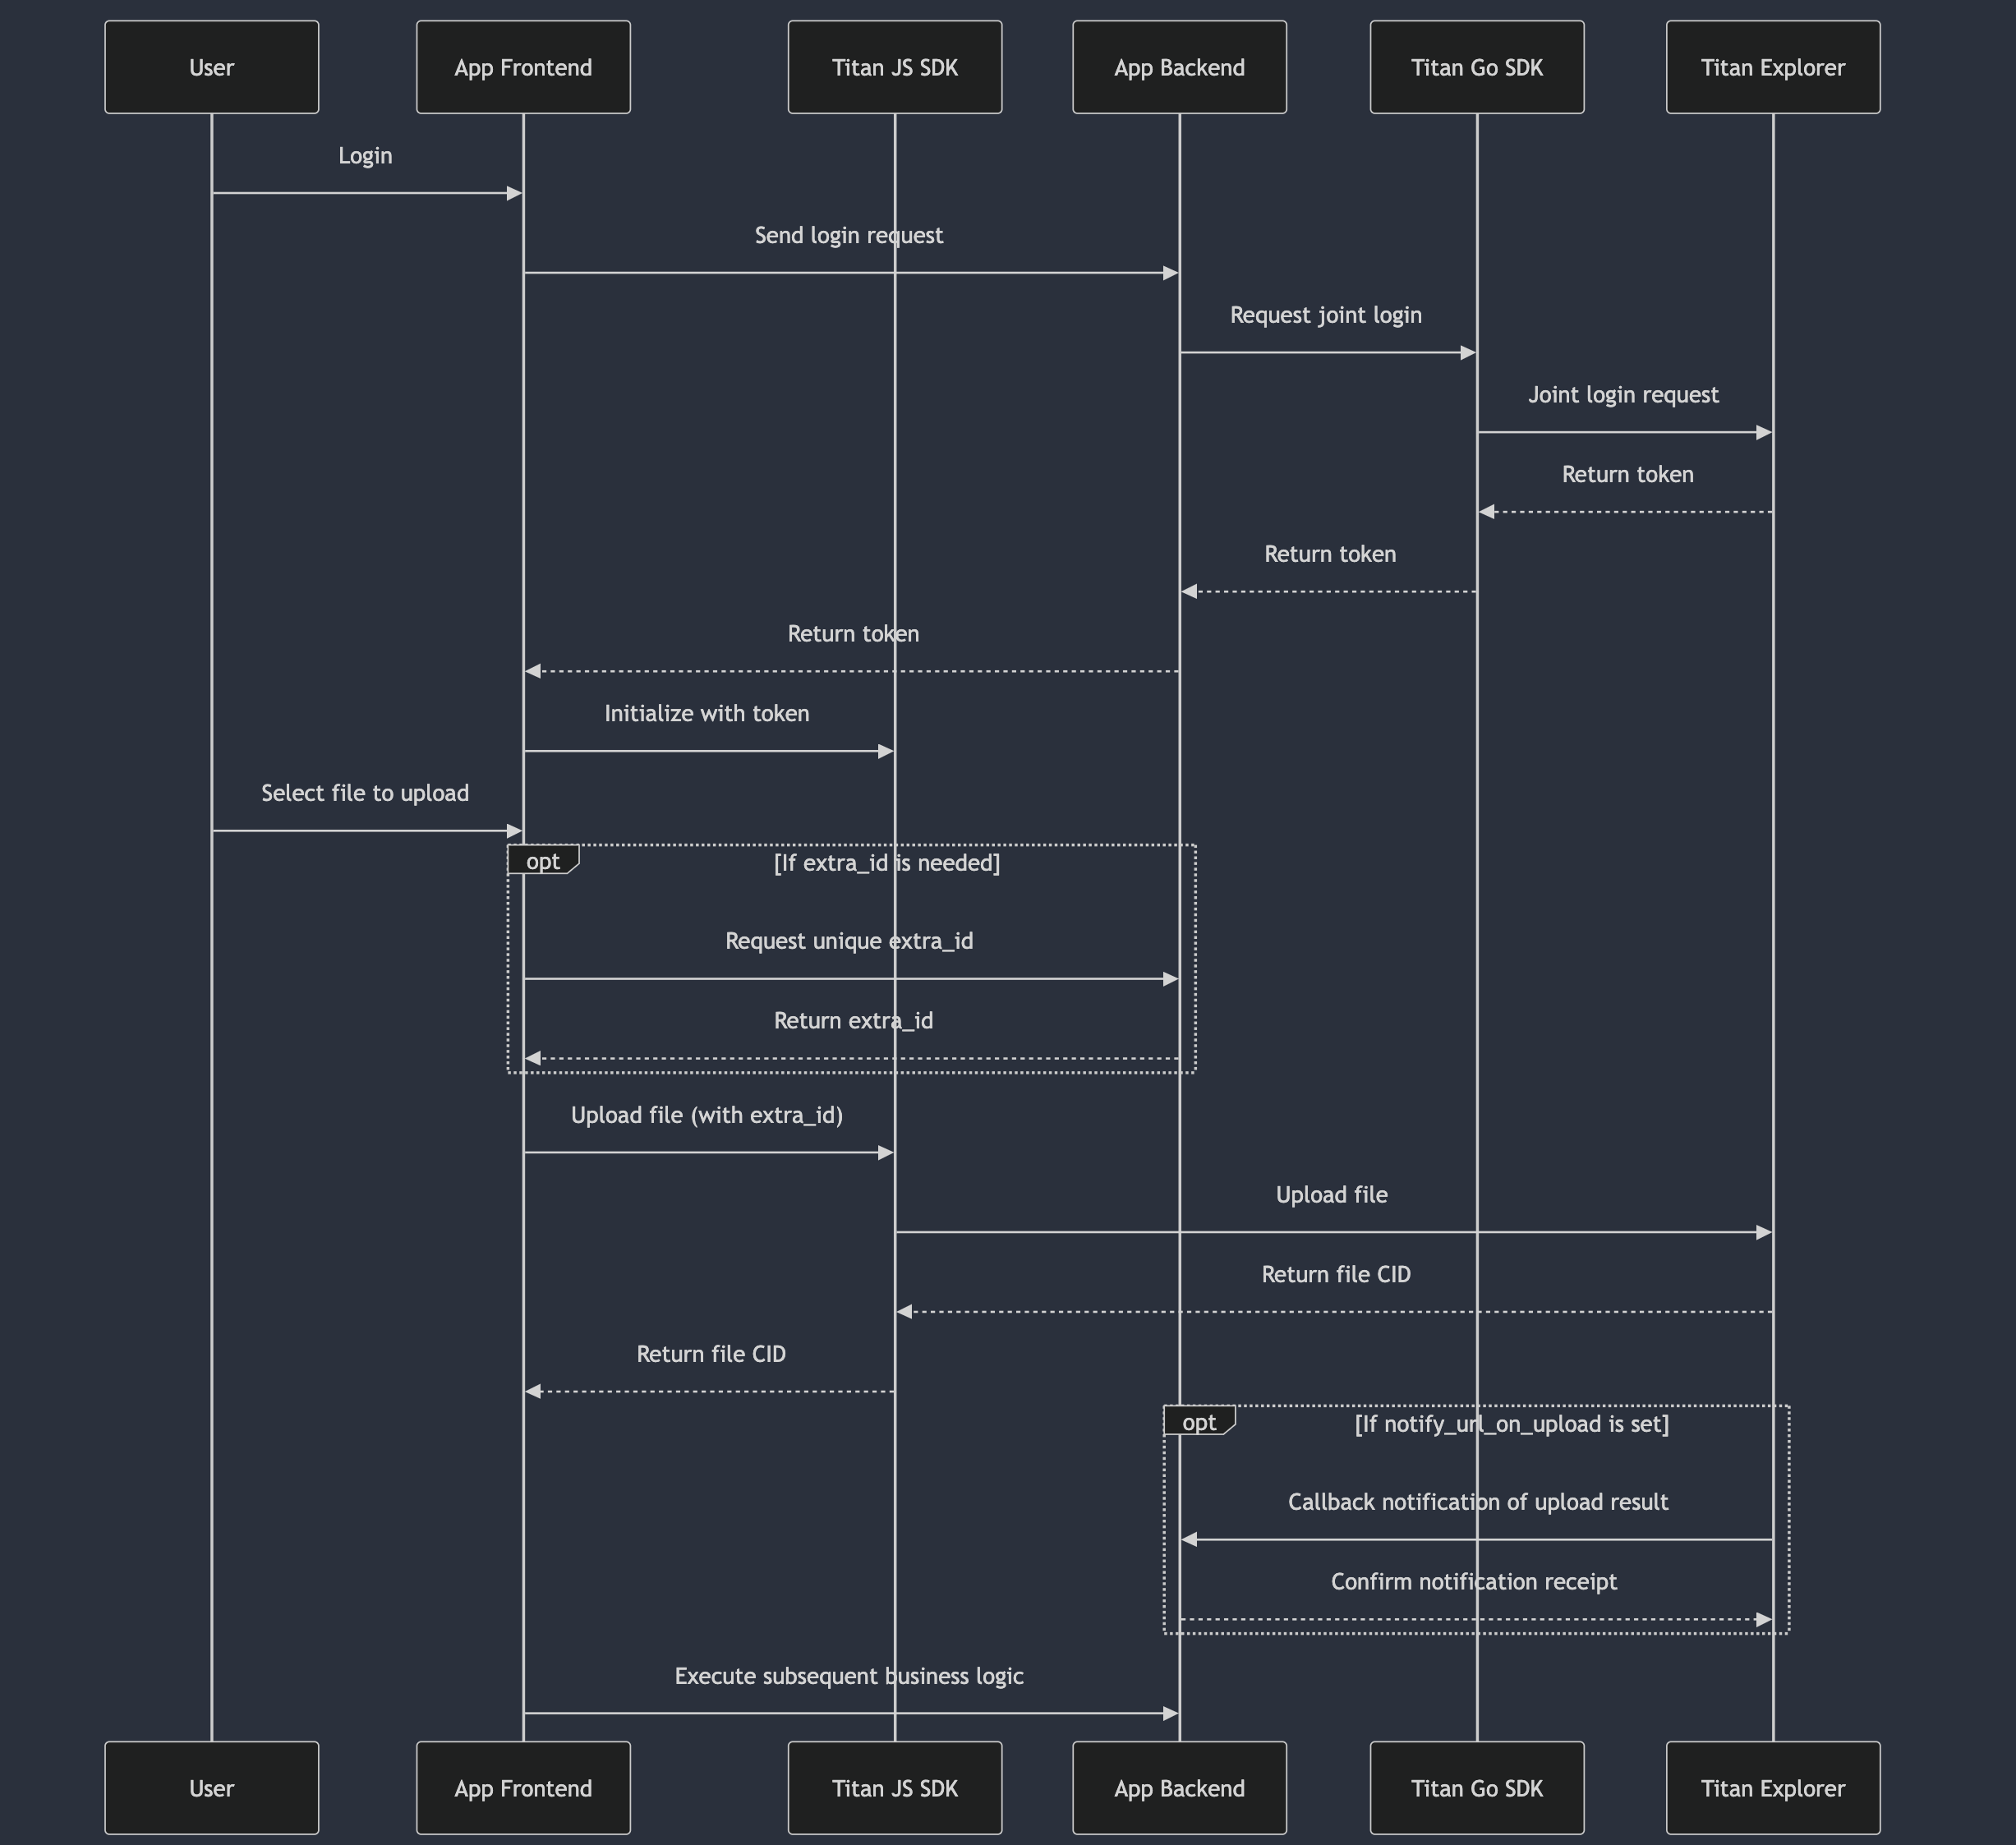 User
App Frontend
Titan JS SDK
App Backend
Titan Go SDK
Titan Explorer
Login
Send login request
Request joint login
Joint login request
Return token
Return token
Return token
Initialize with token
Select file to upload
opt
[If extra_id is needed]
Request unique extra_id
Return extra_id
Upload file (with extra_id)
Upload file
Return file CID
Return file CID
opt
[If notify_url_on_upload is set]
Callback notification of upload result
Confirm notification receipt
Execute subsequent business logic
User
App Frontend
Titan JS SDK
App Backend
Titan Go SDK
Titan Explorer